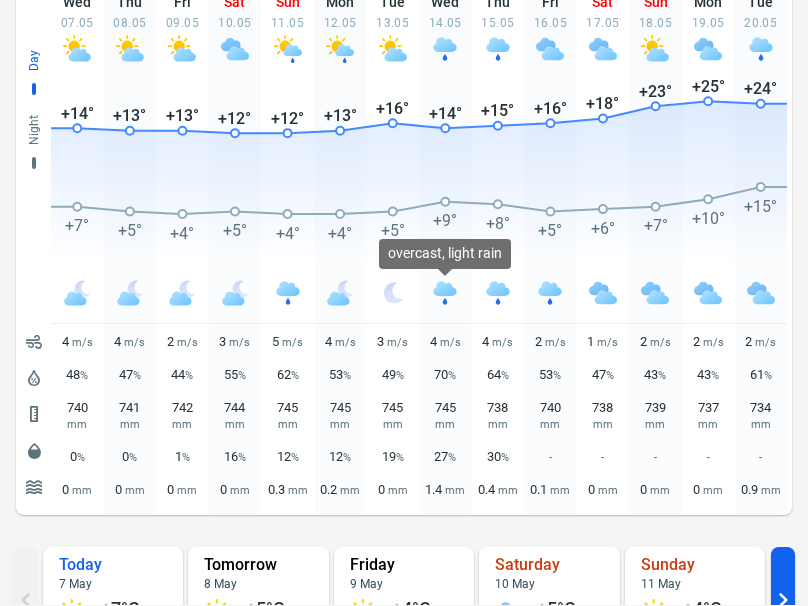 Wed Thu Fri Sat Sun Mon Tue Wed Thu Fri Sat Sun Mon Tue
07.05 08.05 09.05 10.05 11.05 12.05 13.05 14.05 15.05 16.05 17.05 18.05 19.05 20.05
Day
Night
+14° +13° +13° +12° +12° +13° +16° +14° +15° +16° +18° +23° +25° +24°
+7° +5° +4° +5° +4° +4° +5° +9° +8° +5° +6° +7° +10° +15°
overcast, light rain
4 m/s 4 m/s 2 m/s 3 m/s 5 m/s 4 m/s 3 m/s 4 m/s 4 m/s 2 m/s 1 m/s 2 m/s 2 m/s 2 m/s
48% 47% 44% 55% 62% 53% 49% 70% 64% 53% 47% 43% 43% 61%
740 741 742 744 745 745 745 745 738 740 738 739 737 734
mm mm mm mm mm mm mm mm mm mm mm mm mm mm
0% 0% 1% 16% 12% 12% 19% 27% 30% - - - - -
0 mm 0 mm 0 mm 0 mm 0.3 mm 0.2 mm 0 mm 1.4 mm 0.4 mm 0.1 mm 0 mm 0 mm 0 mm 0.9 mm
Today Tomorrow Friday Saturday Sunday
7 May 8 May 9 May 10 May 11 May
+7°C +5°C +4°C +5°C +4°C